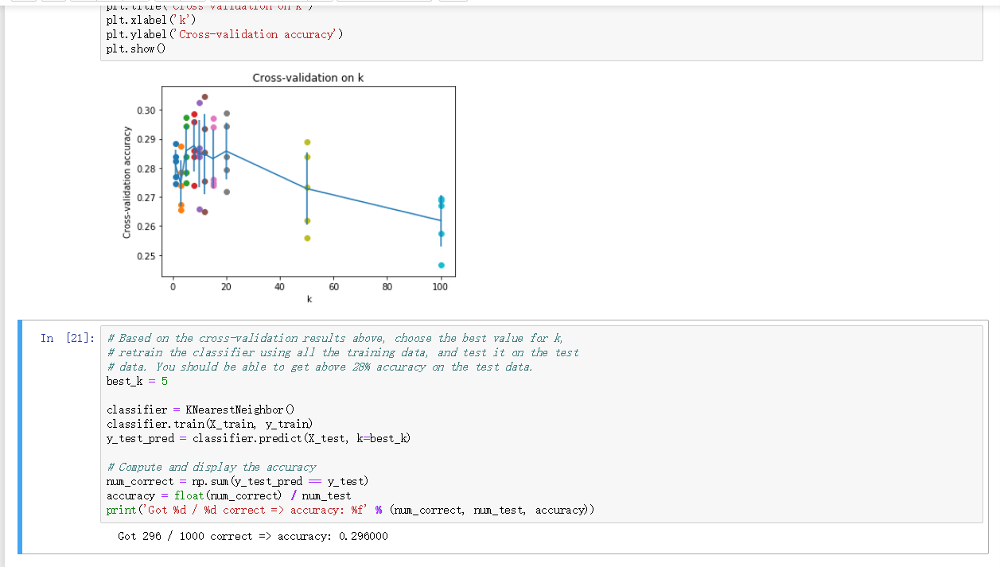 plt.title('Cross-validation on k')
plt.xlabel('k')
plt.ylabel('Cross-validation accuracy')
plt.show()
Cross-validation on k
Cross-validation accuracy
0.30
0.29
0.28
0.27
0.26
0.25
0 20 40 60 80 100
k
In [21]:
# Based on the cross-validation results above, choose the best value for k,
# retrain the classifier using all the training data, and test it on the test
# data. You should be able to get above 28% accuracy on the test data.
best_k = 5
classifier = KNearestNeighbor()
classifier.train(X_train, y_train)
y_test_pred = classifier.predict(X_test, k=best_k)
# Compute and display the accuracy
num_correct = np.sum(y_test_pred == y_test)
accuracy = float(num_correct) / num_test
print('Got %d / %d correct => accuracy: %f' % (num_correct, num_test, accuracy))
Got 296 / 1000 correct => accuracy: 0.296000